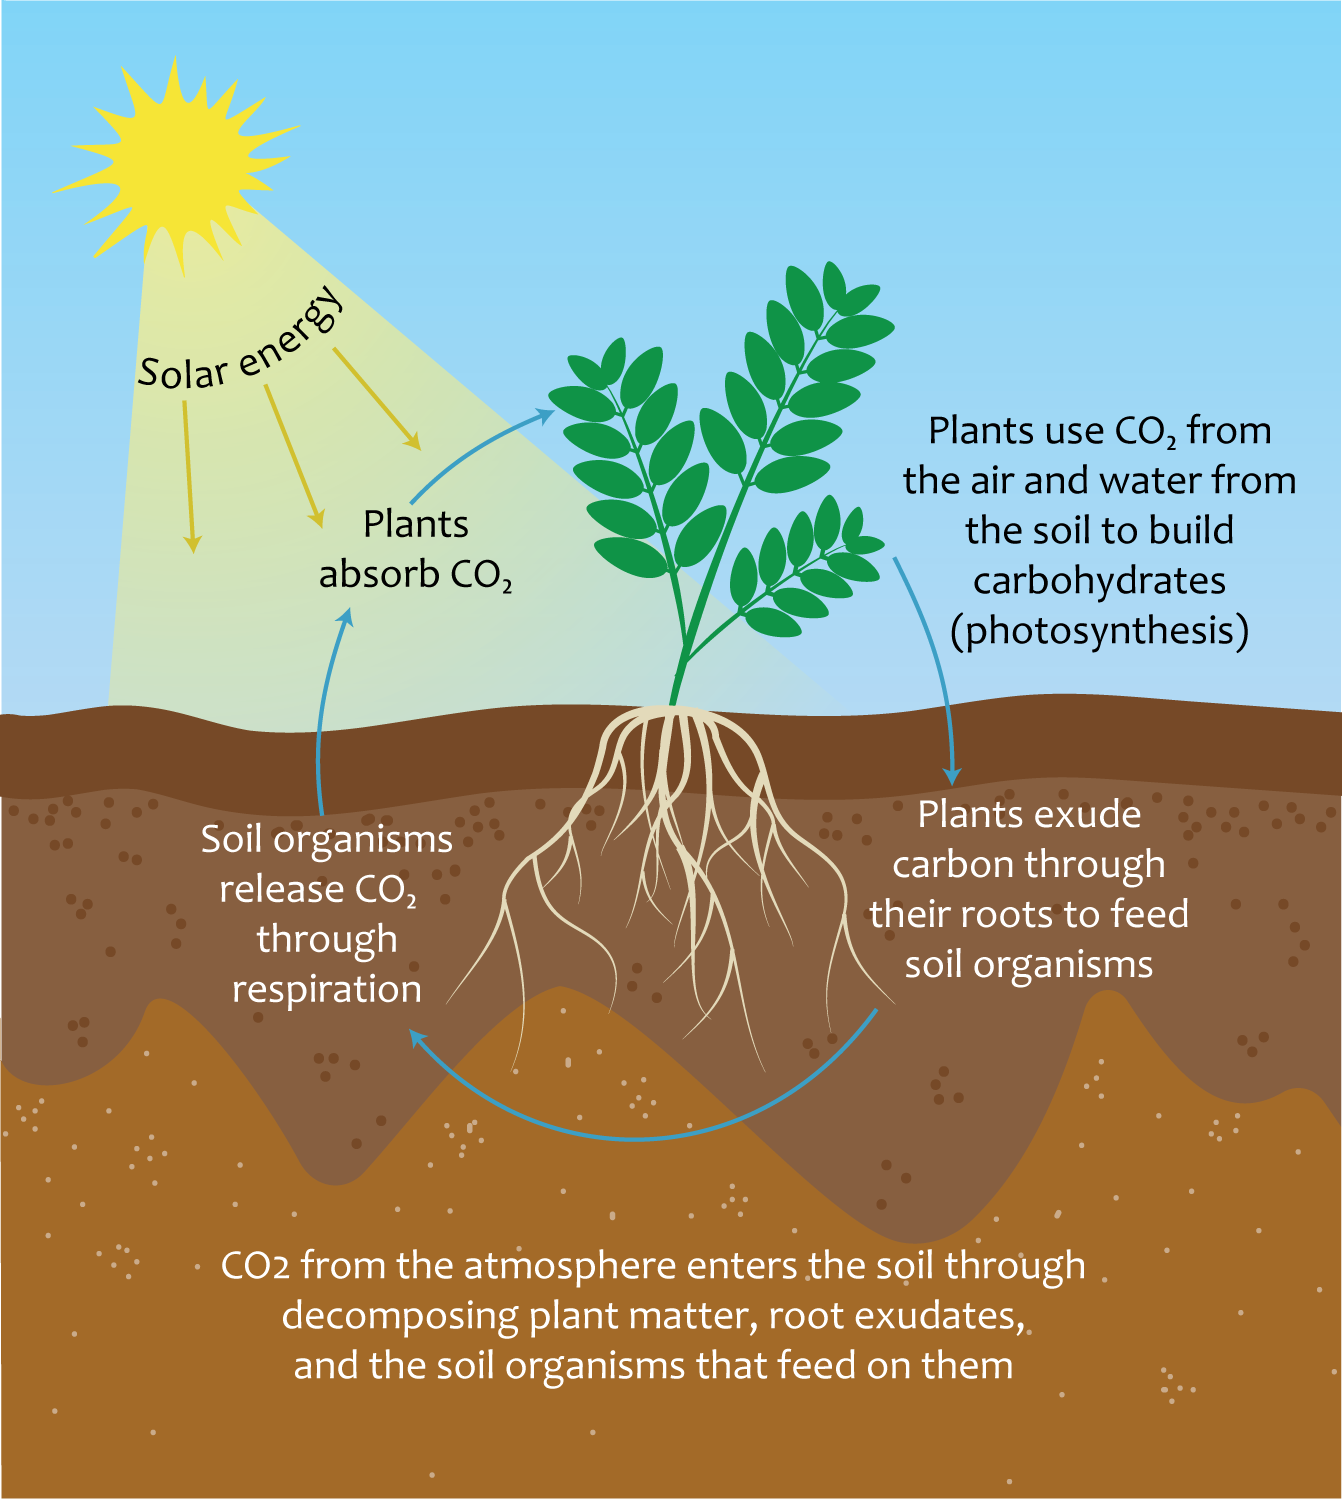 Solar energy
Plants
absorb CO₂
Plants use CO₂ from
the air and water from
the soil to build
carbohydrates
(photosynthesis)
Plants exude
carbon through
their roots to feed
soil organisms
Soil organisms
release CO₂
through
respiration
CO2 from the atmosphere enters the soil through
decomposing plant matter, root exudates,
and the soil organisms that feed on them